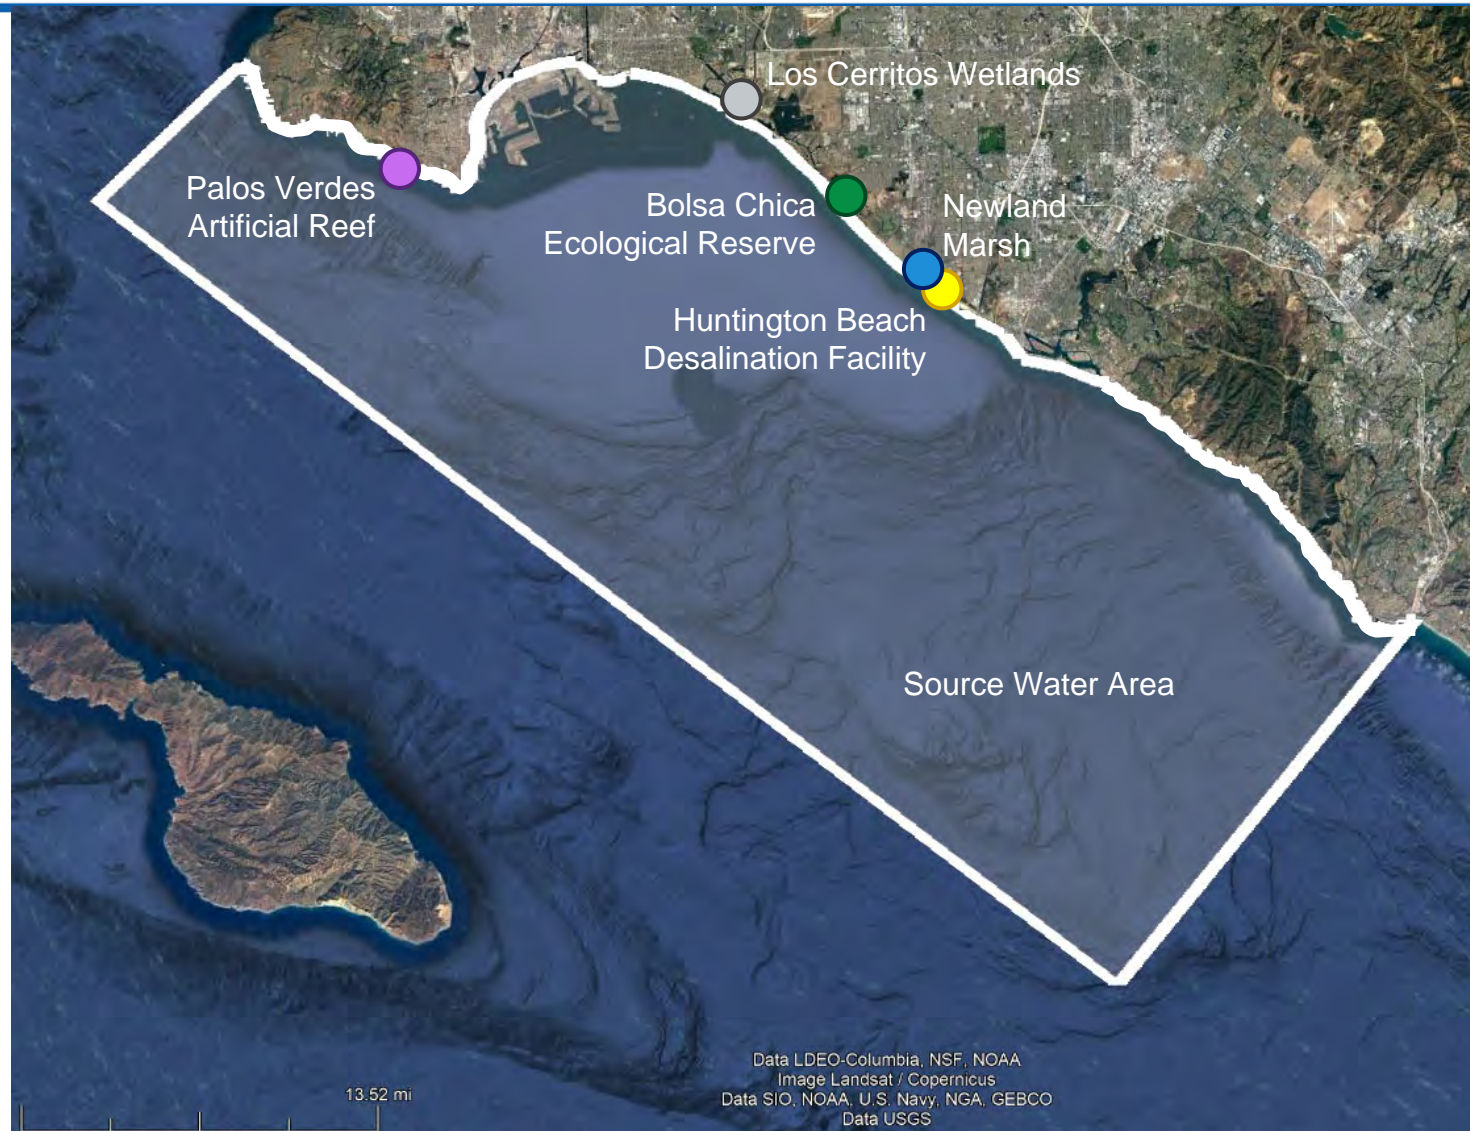 Los Cerritos Wetlands
Palos Verdes
Artificial Reef
Bolsa Chica
Ecological Reserve
Newland
Marsh
Huntington Beach
Desalination Facility
Source Water Area
13.52 mi
Data LDEO-Columbia, NSF, NOAA
Image Landsat / Copernicus
Data SIO, NOAA, U.S. Navy, NGA, GEBCO
Data USGS